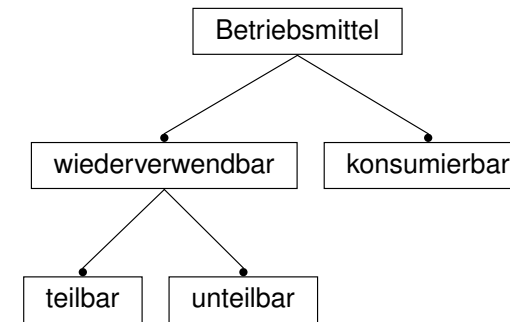 Betriebsmittel
wiederverwendbar
konsumierbar
teilbar
unteilbar